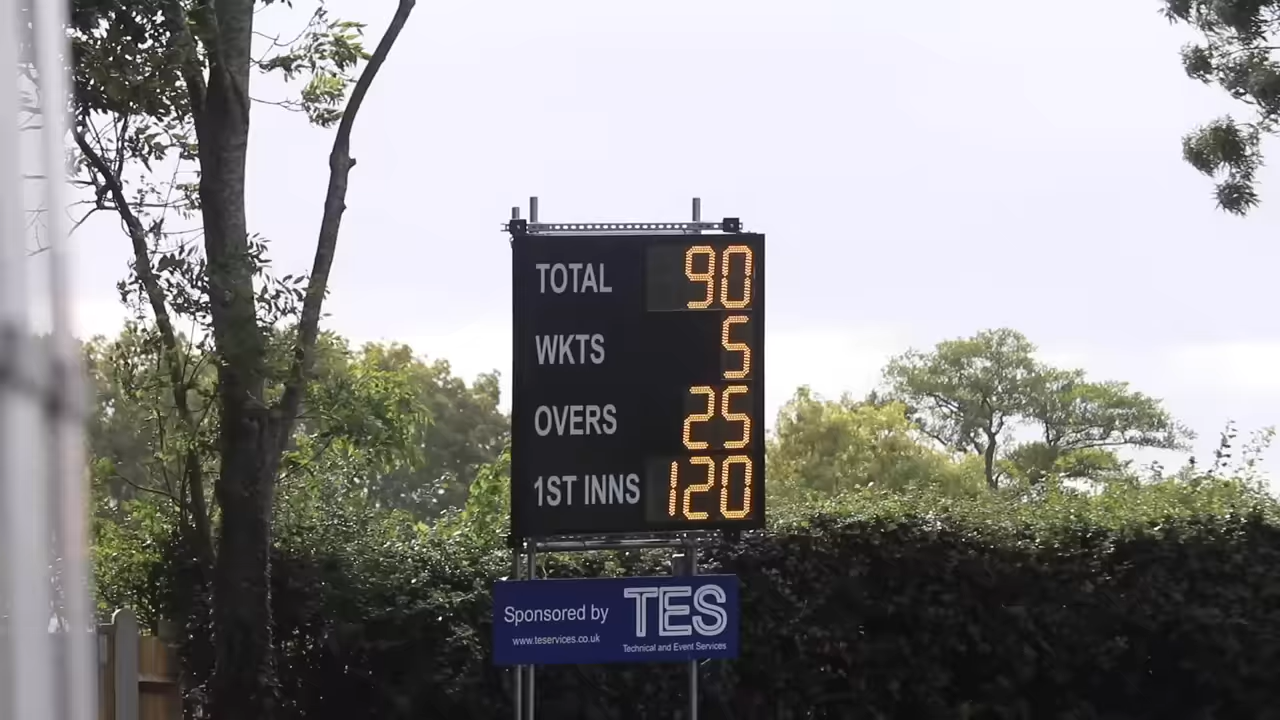 TOTAL 90
WKTS 5
OVERS 25
1ST INNS 120
Sponsored by TES
www.teservices.co.uk Technical and Event Services